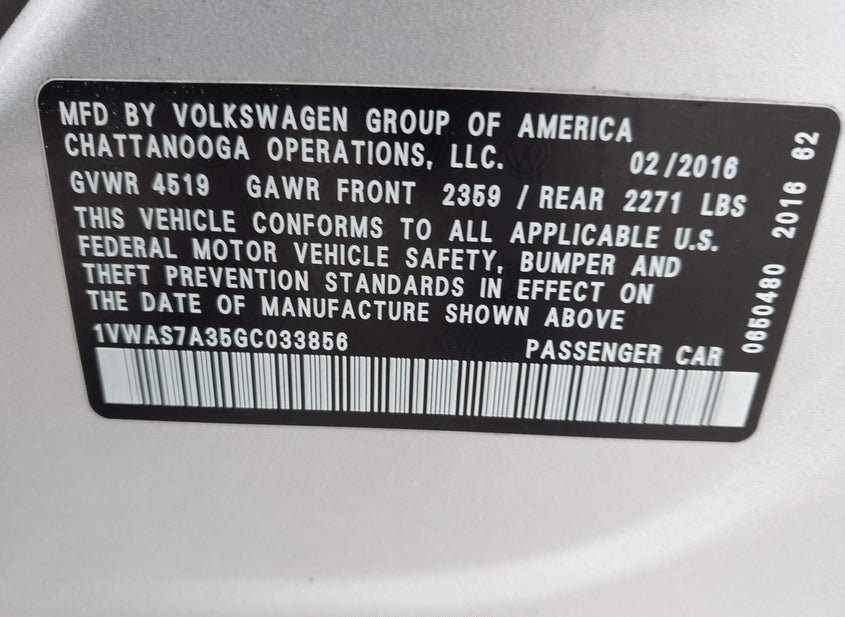 MFD BY VOLKSWAGEN GROUP OF AMERICA
CHATTANOOGA OPERATIONS, LLC. 02/2016
GVWR 4519 GAWR FRONT 2359 / REAR 2271 LBS
THIS VEHICLE CONFORMS TO ALL APPLICABLE U.S.
FEDERAL MOTOR VEHICLE SAFETY, BUMPER AND
THEFT PREVENTION STANDARDS IN EFFECT ON
THE DATE OF MANUFACTURE SHOWN ABOVE
1VWAS7A35GC033856 PASSENGER CAR
0650480 2016 62